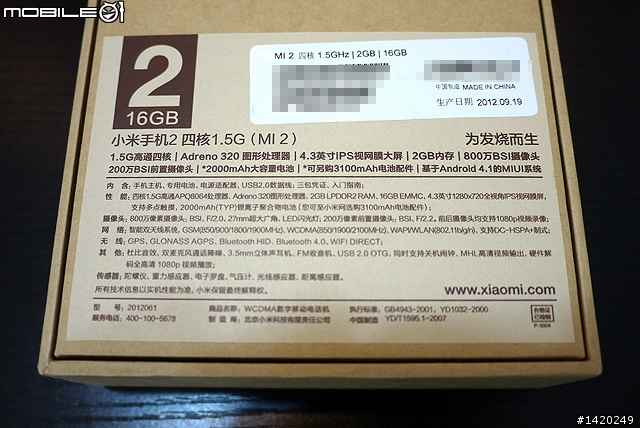 MOBILE01
2
16GB
MI 2 四核 1.5GHz | 2GB | 16GB
中国制造 MADE IN CHINA
生产日期 2012.09.19
小米手机2 四核1.5G（MI 2）
为发烧而生
1.5G高通四核 | Adreno 320 图形处理器 | 4.3英寸IPS视网膜大屏 | 2GB内存 | 800万BSI摄像头
200万BSI前置摄像头 | *2000mAh大容量电池 | *可另购3100mAh电池配件 | 基于Android 4.1的MIUI系统
内 含: 手机主机、专用电池、电源适配器、USB2.0数据线; 三包凭证、入门指南;
性 能: 四核1.5G高通APQ8064处理器, Adreno 320图形处理器, 2GB LPDDR2 RAM, 16GB EMMC, 4.3英寸1280x720全视角IPS视网膜大屏,
支持多点触摸, 2000mAh(TYP)锂离子聚合物电池（您可至小米网选购3100mAh电池配件）;
摄像头: 800万像素摄像头, BSI, F/2.0, 27mm超大广角, LED闪光灯; 200万像素前置摄像头, BSI, F/2.2, 前后摄像头均支持1080p视频录像;
网 络: 智能双天线系统, GSM(850/900/1800/1900), WCDMA(850/1900/2100MHz), WAPI/WLAN(802.11b/g/n), 支持DC-HSPA+制式;
无 线: GPS, GLONASS AGPS, Bluetooth HID, Bluetooth 4.0, WIFI DIRECT;
其 他: 杜比音效, 双麦克风通话降噪, 3.5mm立体声耳机, FM收音机, USB 2.0 OTG, 同时支持关机闹钟, MHL高清视频输出, 硬件解
码全高清 1080p 视频播放;
传感器: 陀螺仪、重力感应器、电子罗盘、气压计、光线感应器、距离感应器。
所有技术信息以实机性能为准, 小米保留最终解释权。
www.xiaomi.com
型 号: 2012061
商品名称: WCDMA数字移动电话机
执行标准: GB4943-2001, YD1032-2000
服务电话: 400-100-5678
制 造 商: 北京小米科技有限责任公司
中国制造
YD/T1595.1-2007
合格证
已检验
P-0004
#1420249